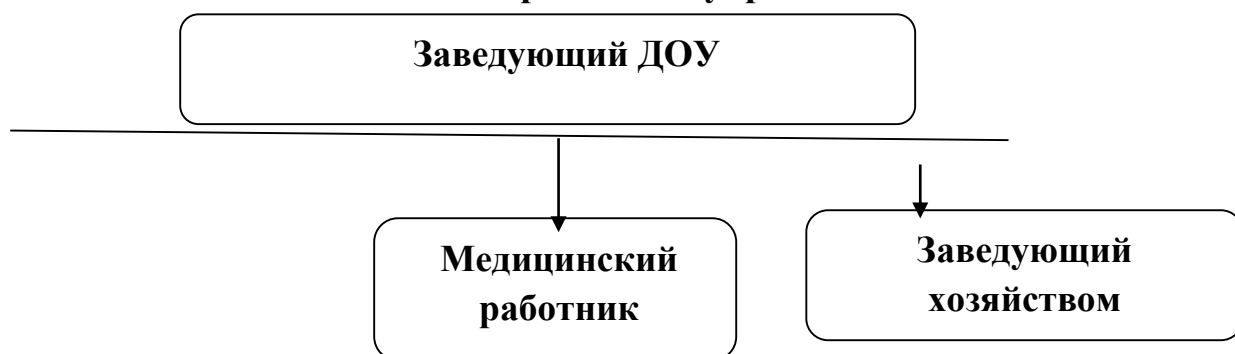 Заведующий ДОУ
Медицинский
работник
Заведующий
хозяйством